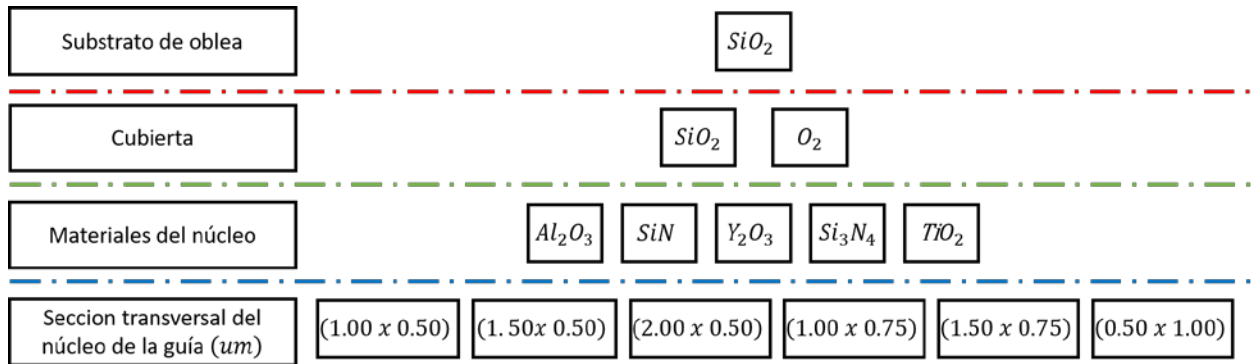 Substrato de oblea
SiO₂
Cubierta
SiO₂ O₂
Materiales del núcleo
Al₂O₃ SiN Y₂O₃ Si₃N₄ TiO₂
Seccion transversal del
núcleo de la guía (um)
(1.00 x 0.50) (1.50x 0.50) (2.00 x 0.50) (1.00 x 0.75) (1.50 x 0.75) (0.50 x 1.00)